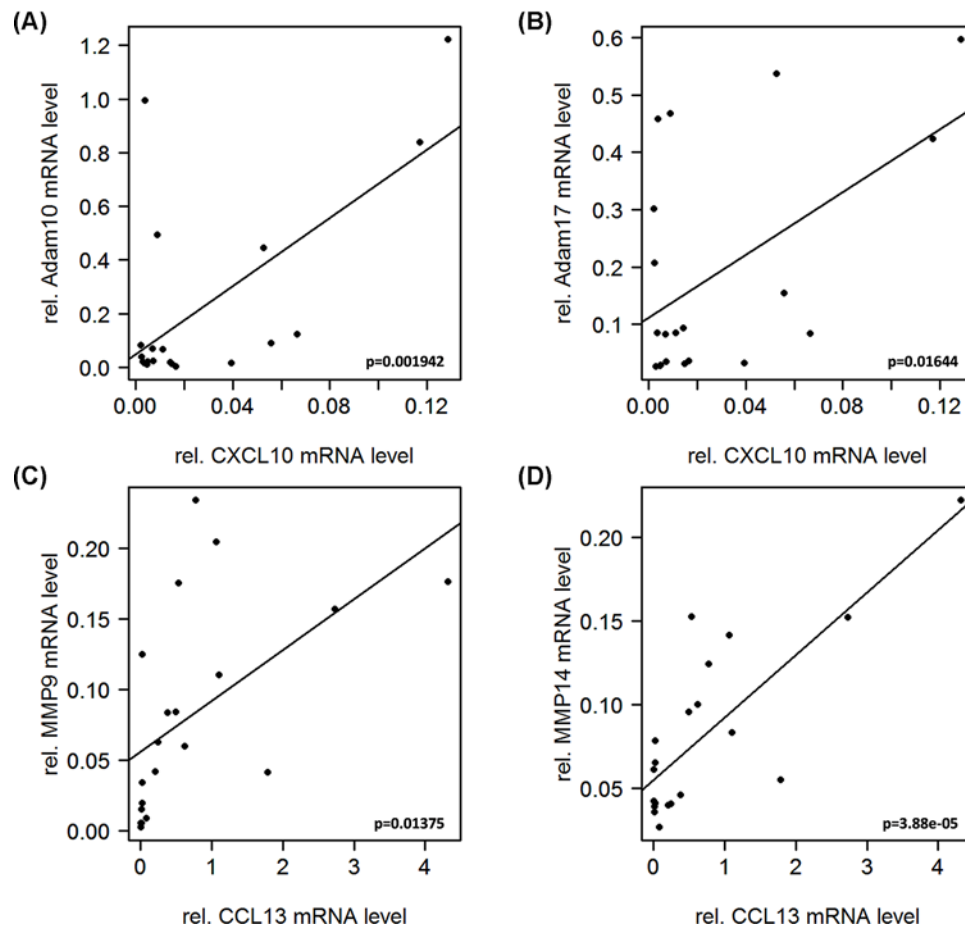 (A)
rel. Adam10 mRNA level
1.2
1.0
0.8
0.6
0.4
0.2
0.0
p=0.001942
0.00 0.04 0.08 0.12
rel. CXCL10 mRNA level
(B)
rel. Adam17 mRNA level
0.6
0.5
0.4
0.3
0.2
0.1
p=0.01644
0.00 0.04 0.08 0.12
rel. CXCL10 mRNA level
(C)
rel. MMP9 mRNA level
0.20
0.15
0.10
0.05
0.00
p=0.01375
0 1 2 3 4
rel. CCL13 mRNA level
(D)
rel. MMP14 mRNA level
0.20
0.15
0.10
0.05
p=3.88e-05
0 1 2 3 4
rel. CCL13 mRNA level